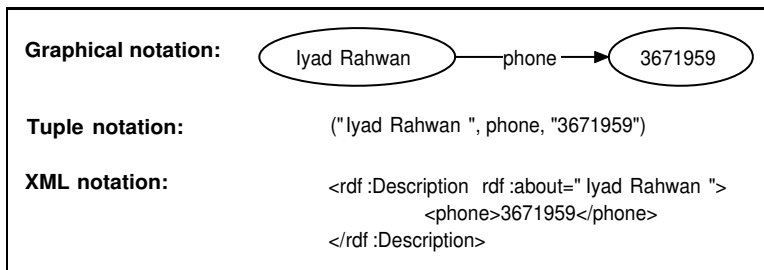 Graphical notation: Iyad Rahwan phone 3671959
Tuple notation: ("Iyad Rahwan ", phone, "3671959")
XML notation: <rdf :Description rdf :about=" Iyad Rahwan ">
<phone>3671959</phone>
</rdf :Description>